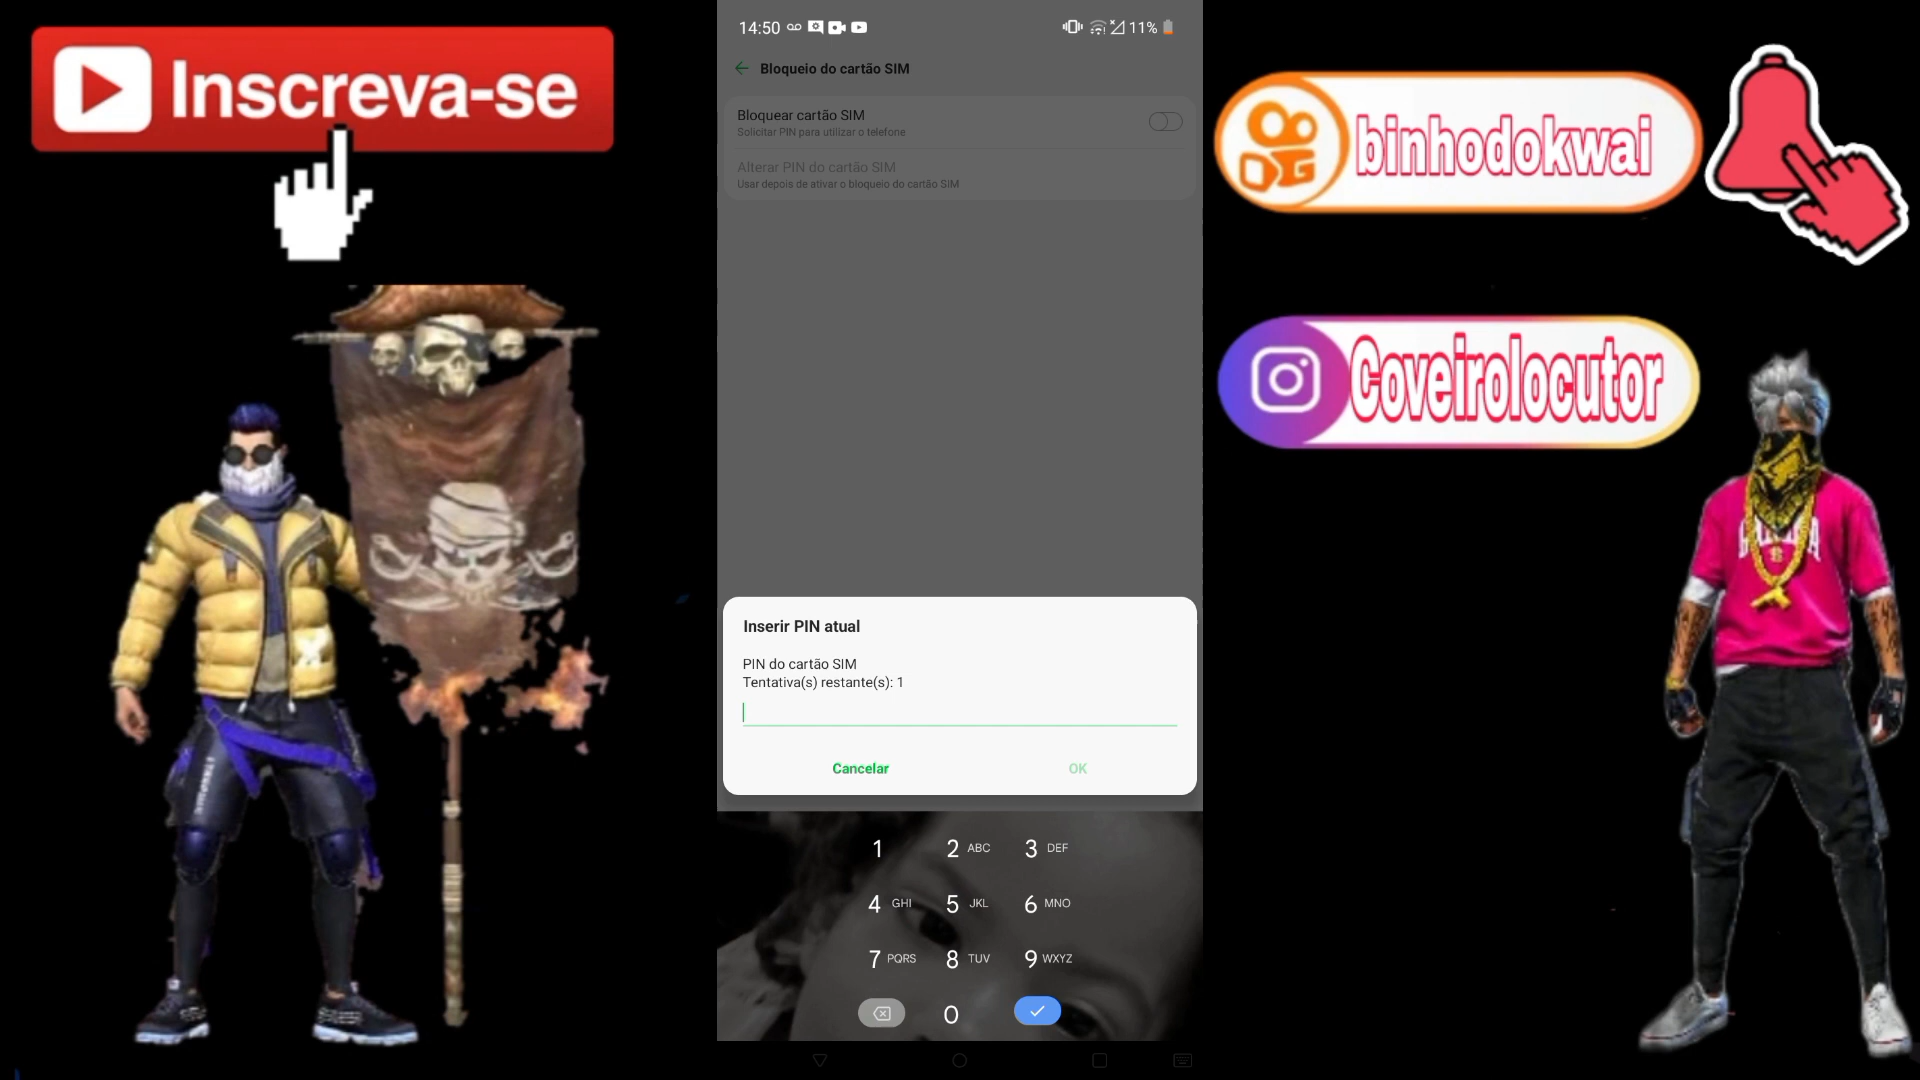 Inscreva-se
14:50
11%
Bloqueio do cartão SIM
Bloquear cartão SIM
Solicitar PIN para utilizar o telefone
Alterar PIN do cartão SIM
Usar depois de ativar o bloqueio do cartão SIM
Inserir PIN atual
PIN do cartão SIM
Tentativa(s) restante(s): 1
Cancelar OK
1 2 ABC 3 DEF
4 GHI 5 JKL 6 MNO
7 PQRS 8 TUV 9 WXYZ
0
binhodokwai
Coveirolocutor